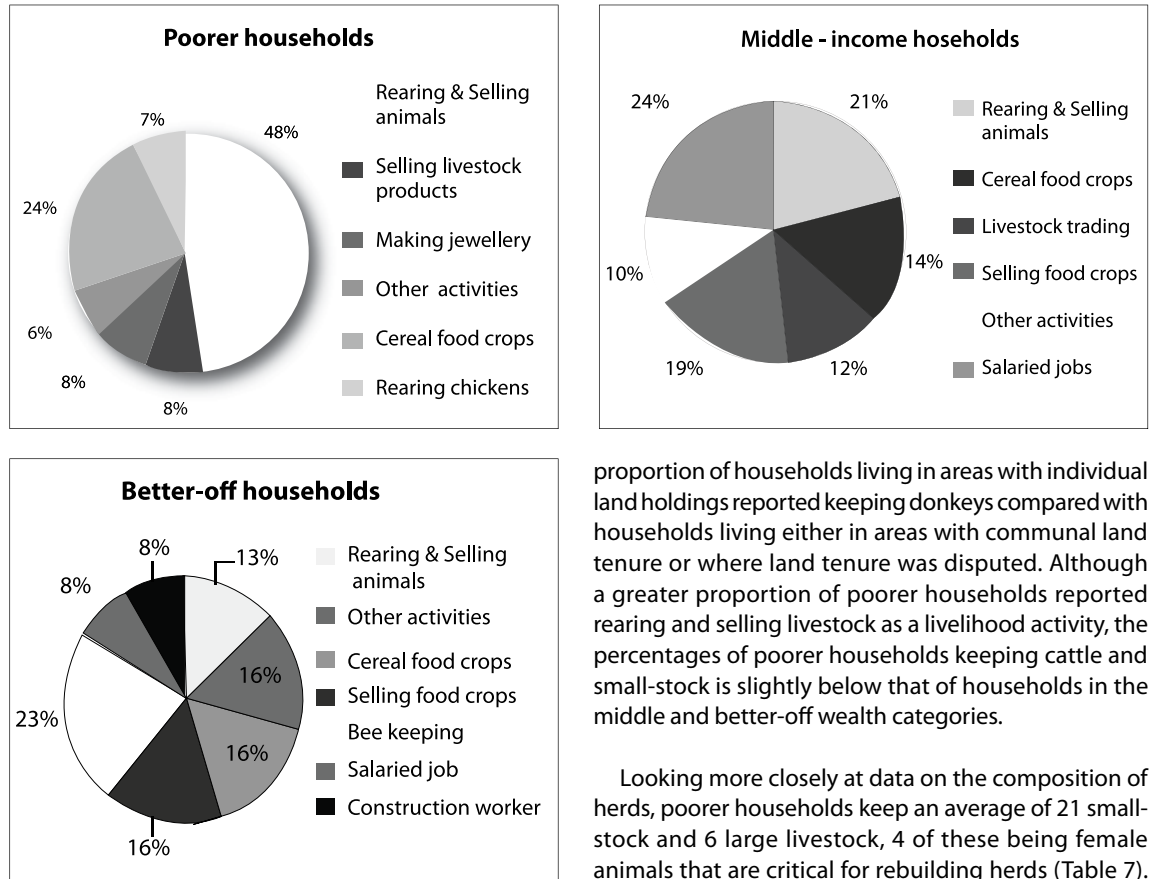 Poorer households
7%
48%
24%
6%
8%
8%
Rearing & Selling
animals
Selling livestock
products
Making jewellery
Other activities
Cereal food crops
Rearing chickens
Middle - income hoseholds
24%
21%
14%
10%
19%
12%
Rearing & Selling
animals
Cereal food crops
Livestock trading
Selling food crops
Other activities
Salaried jobs
Better-off households
8%
13%
8%
16%
23%
16%
16%
Rearing & Selling
animals
Other activities
Cereal food crops
Selling food crops
Bee keeping
Salaried job
Construction worker
proportion of households living in areas with individual
land holdings reported keeping donkeys compared with
households living either in areas with communal land
tenure or where land tenure was disputed. Although
a greater proportion of poorer households reported
rearing and selling livestock as a livelihood activity, the
percentages of poorer households keeping cattle and
small-stock is slightly below that of households in the
middle and better-off wealth categories.
Looking more closely at data on the composition of
herds, poorer households keep an average of 21 small-
stock and 6 large livestock, 4 of these being female
animals that are critical for rebuilding herds (Table 7).